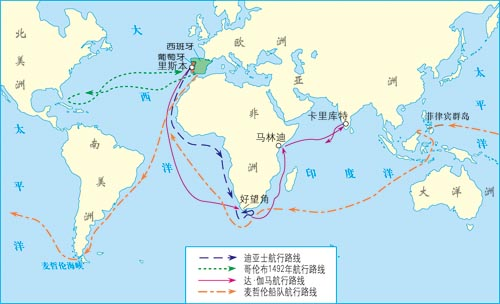 北
美
洲
大
西
洋
西班牙
葡萄牙
里斯本
欧
洲
亚
洲
非
洲
马林迪
卡里库特
菲律宾群岛
太
平
洋
南
美
洲
太
平
洋
印
度
洋
大
洋
洲
好望角
麦哲伦海峡
迪亚士航行路线
哥伦布1492年航行路线
达·伽马航行路线
麦哲伦船队航行路线